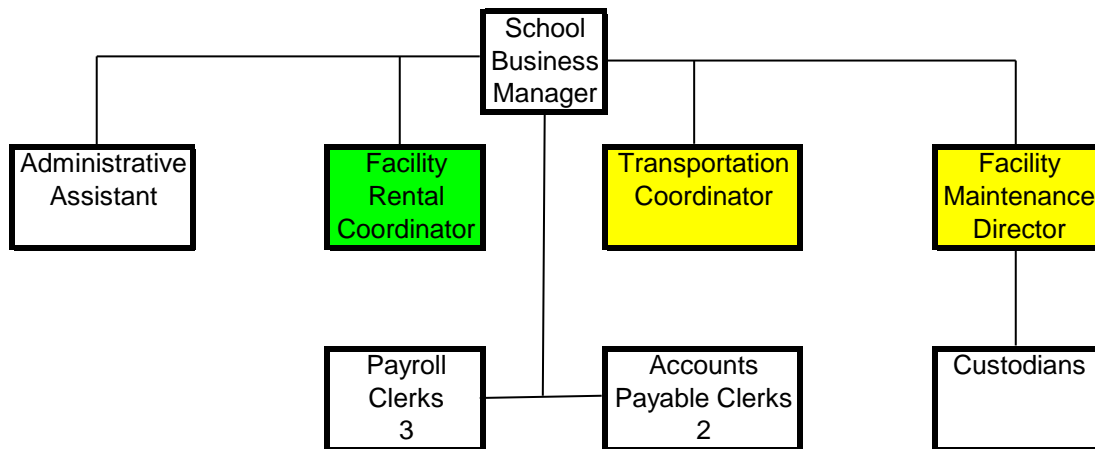 School
Business
Manager
Administrative
Assistant
Facility
Rental
Coordinator
Transportation
Coordinator
Facility
Maintenance
Director
Payroll
Clerks
3
Accounts
Payable Clerks
2
Custodians